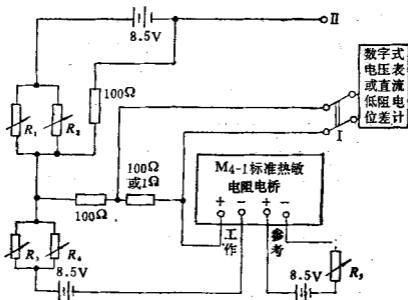 8.5V
II
100Ω
R₁
R₂
数字式
电压表
或直流
低阻电
位差计
I
100Ω
或1Ω
100Ω
M4-1标准热敏
电阻电桥
+ − + −
工作
参考
R₃
R₄
8.5V
8.5V
R₅